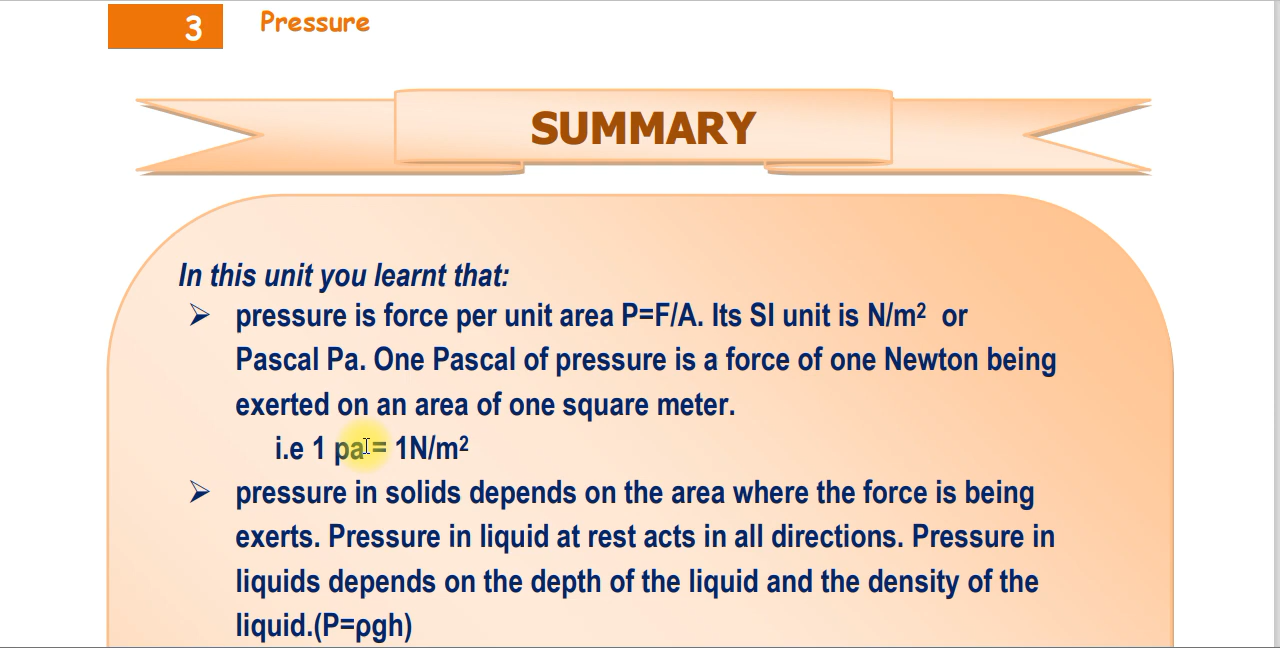 3 Pressure
SUMMARY
In this unit you learnt that:
➢ pressure is force per unit area P=F/A. Its SI unit is N/m² or
Pascal Pa. One Pascal of pressure is a force of one Newton being
exerted on an area of one square meter.
i.e 1 pa = 1N/m²
➢ pressure in solids depends on the area where the force is being
exerts. Pressure in liquid at rest acts in all directions. Pressure in
liquids depends on the depth of the liquid and the density of the
liquid.(P=ρgh)